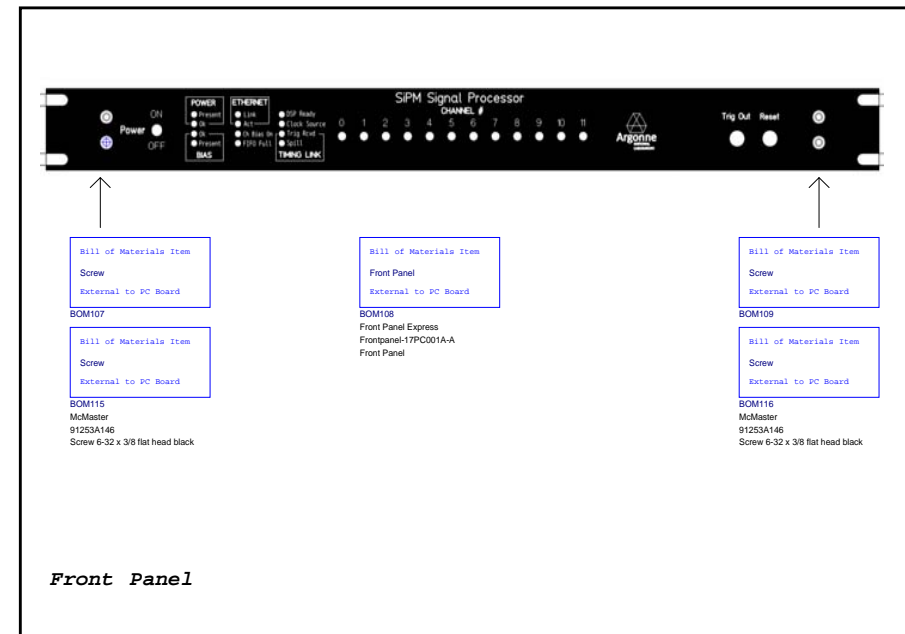 SiPM Signal Processor
CHANNEL #
0 1 2 3 4 5 6 7 8 9 10 11
ON
Power
OFF
POWER
Present
Ok
Ok
Present
BIAS
ETHERNET
Link
Act
Ch Bias On
FIFO Full
DSP Ready
Clock Source
Trig Rcvd
Spill
TIMING LINK
Argonne
NATIONAL
LABORATORY
Trig Out Reset
Bill of Materials Item
Screw
External to PC Board
BOM107
Bill of Materials Item
Screw
External to PC Board
BOM115
McMaster
91253A146
Screw 6-32 x 3/8 flat head black
Bill of Materials Item
Front Panel
External to PC Board
BOM108
Front Panel Express
Frontpanel-17PC001A-A
Front Panel
Bill of Materials Item
Screw
External to PC Board
BOM109
Bill of Materials Item
Screw
External to PC Board
BOM116
McMaster
91253A146
Screw 6-32 x 3/8 flat head black
Front Panel